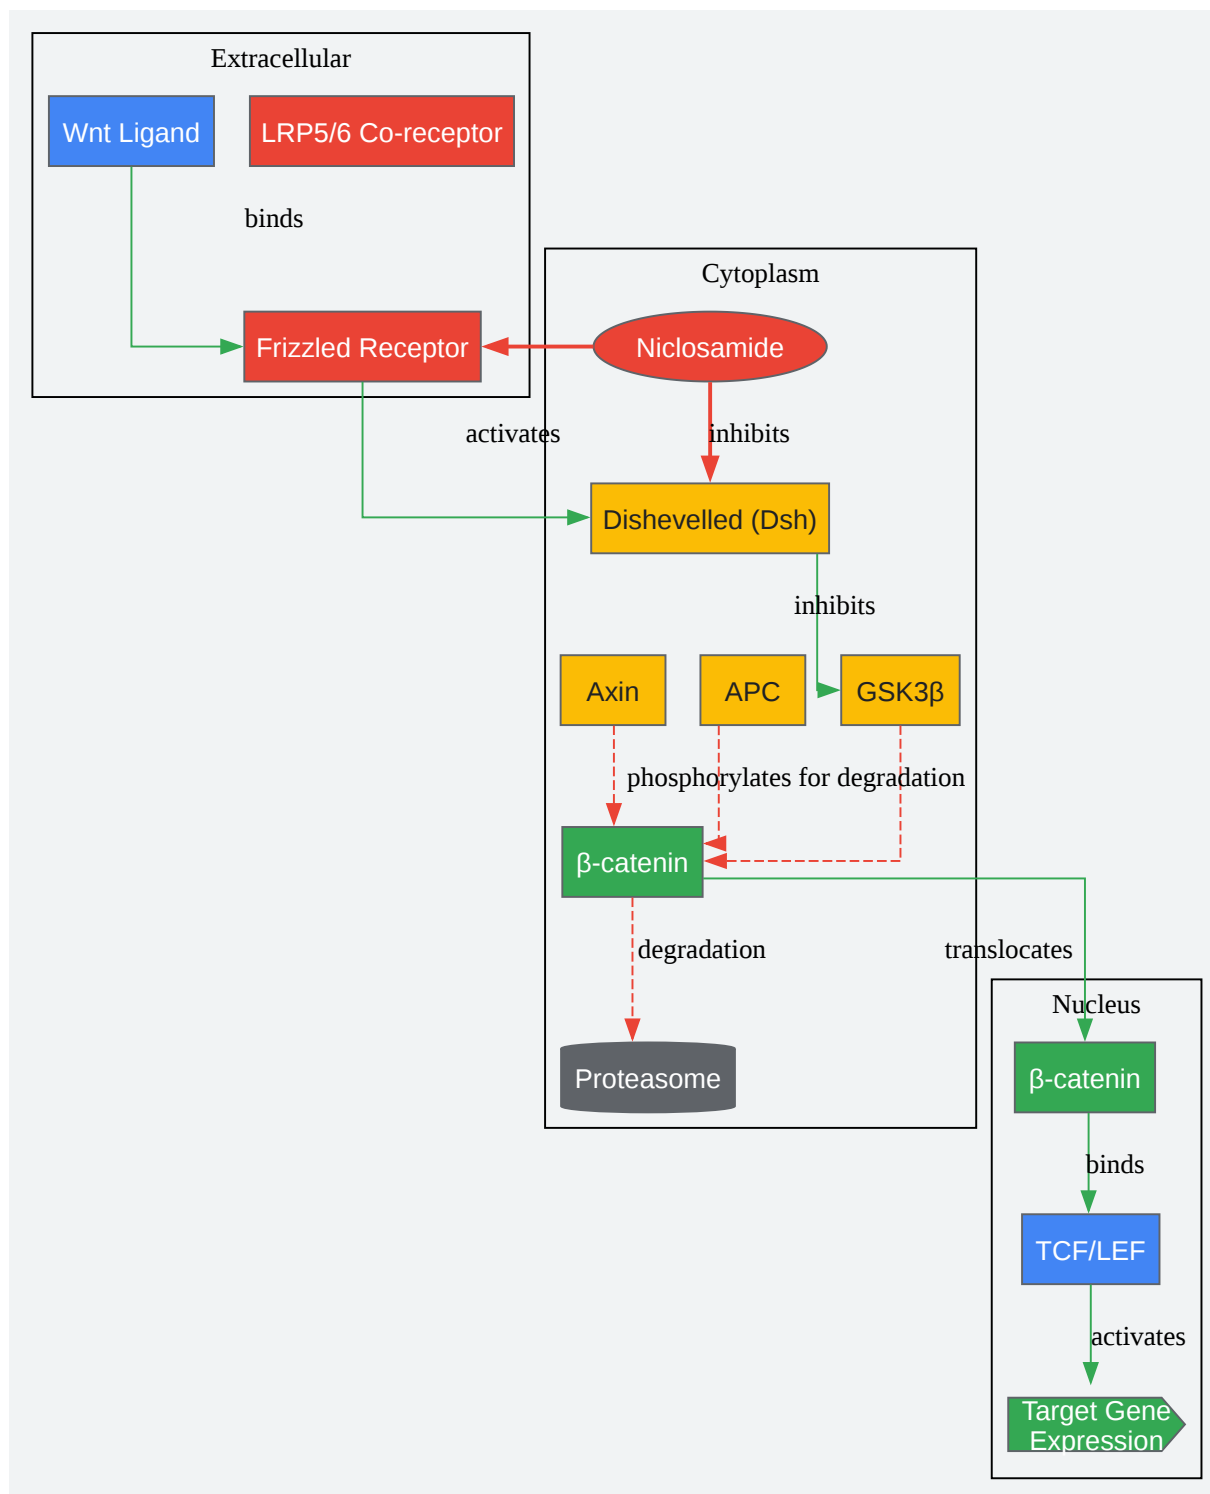 Extracellular
Wnt Ligand
LRP5/6 Co-receptor
binds
Cytoplasm
Frizzled Receptor
Niclosamide
activates
inhibits
Dishevelled (Dsh)
inhibits
Axin
APC
GSK3β
phosphorylates for degradation
β-catenin
degradation
translocates
Nucleus
Proteasome
β-catenin
binds
TCF/LEF
activates
Target Gene
Expression